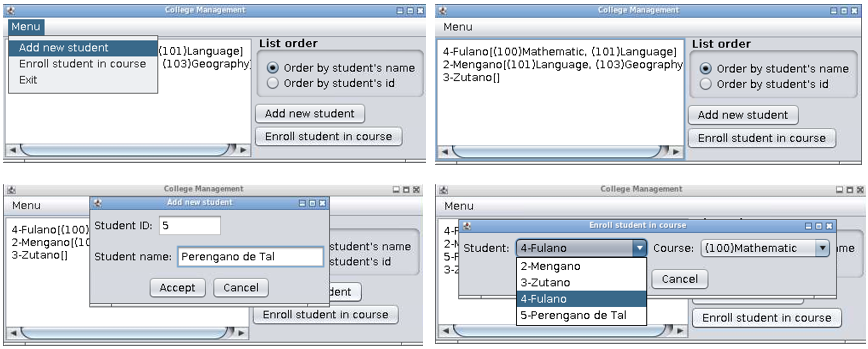 College Management
Menu
Add new student
Enroll student in course
Exit
(101)Language]
(103)Geography
List order
Order by student's name
Order by student's id
Add new student
Enroll student in course
College Management
Menu
4-Fulano[(100)Mathematic, (101)Language]
2-Mengano[(101)Language, (103)Geography
3-Zutano[]
List order
Order by student's name
Order by student's id
Add new student
Enroll student in course
College Management
Menu
4-Fulano[(100)
2-Mengano[(10
3-Zutano[]
student's name
student's id
dent
Enroll student in course
Add new student
Student ID: 5
Student name: Perengano de Tal
Accept Cancel
College Management
Menu
4-F
2-M
5-P
3-Z
ame
Enroll student in course
Enroll student in course
Student: 4-Fulano Course: (100)Mathematic
2-Mengano
3-Zutano
4-Fulano
5-Perengano de Tal
Cancel